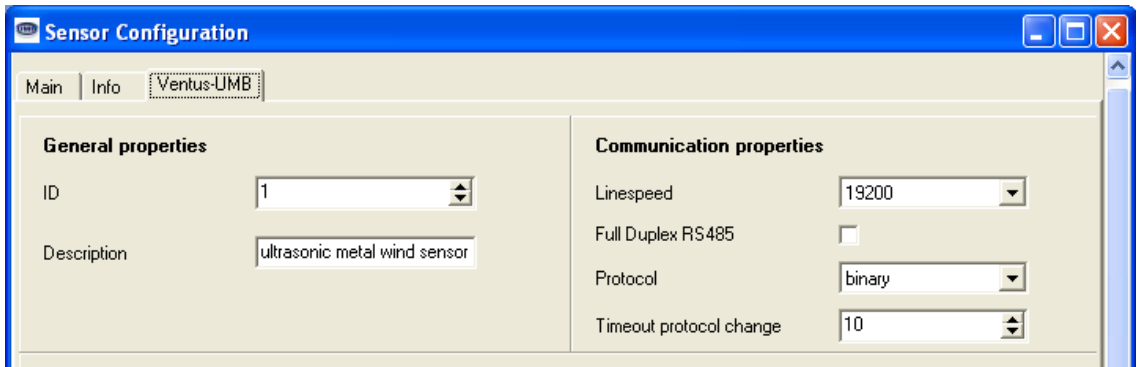 Sensor Configuration
Main
Info
Ventus-UMB
General properties
ID
1
Description
ultrasonic metal wind sensor
Communication properties
Linespeed
19200
Full Duplex RS485
Protocol
binary
Timeout protocol change
10